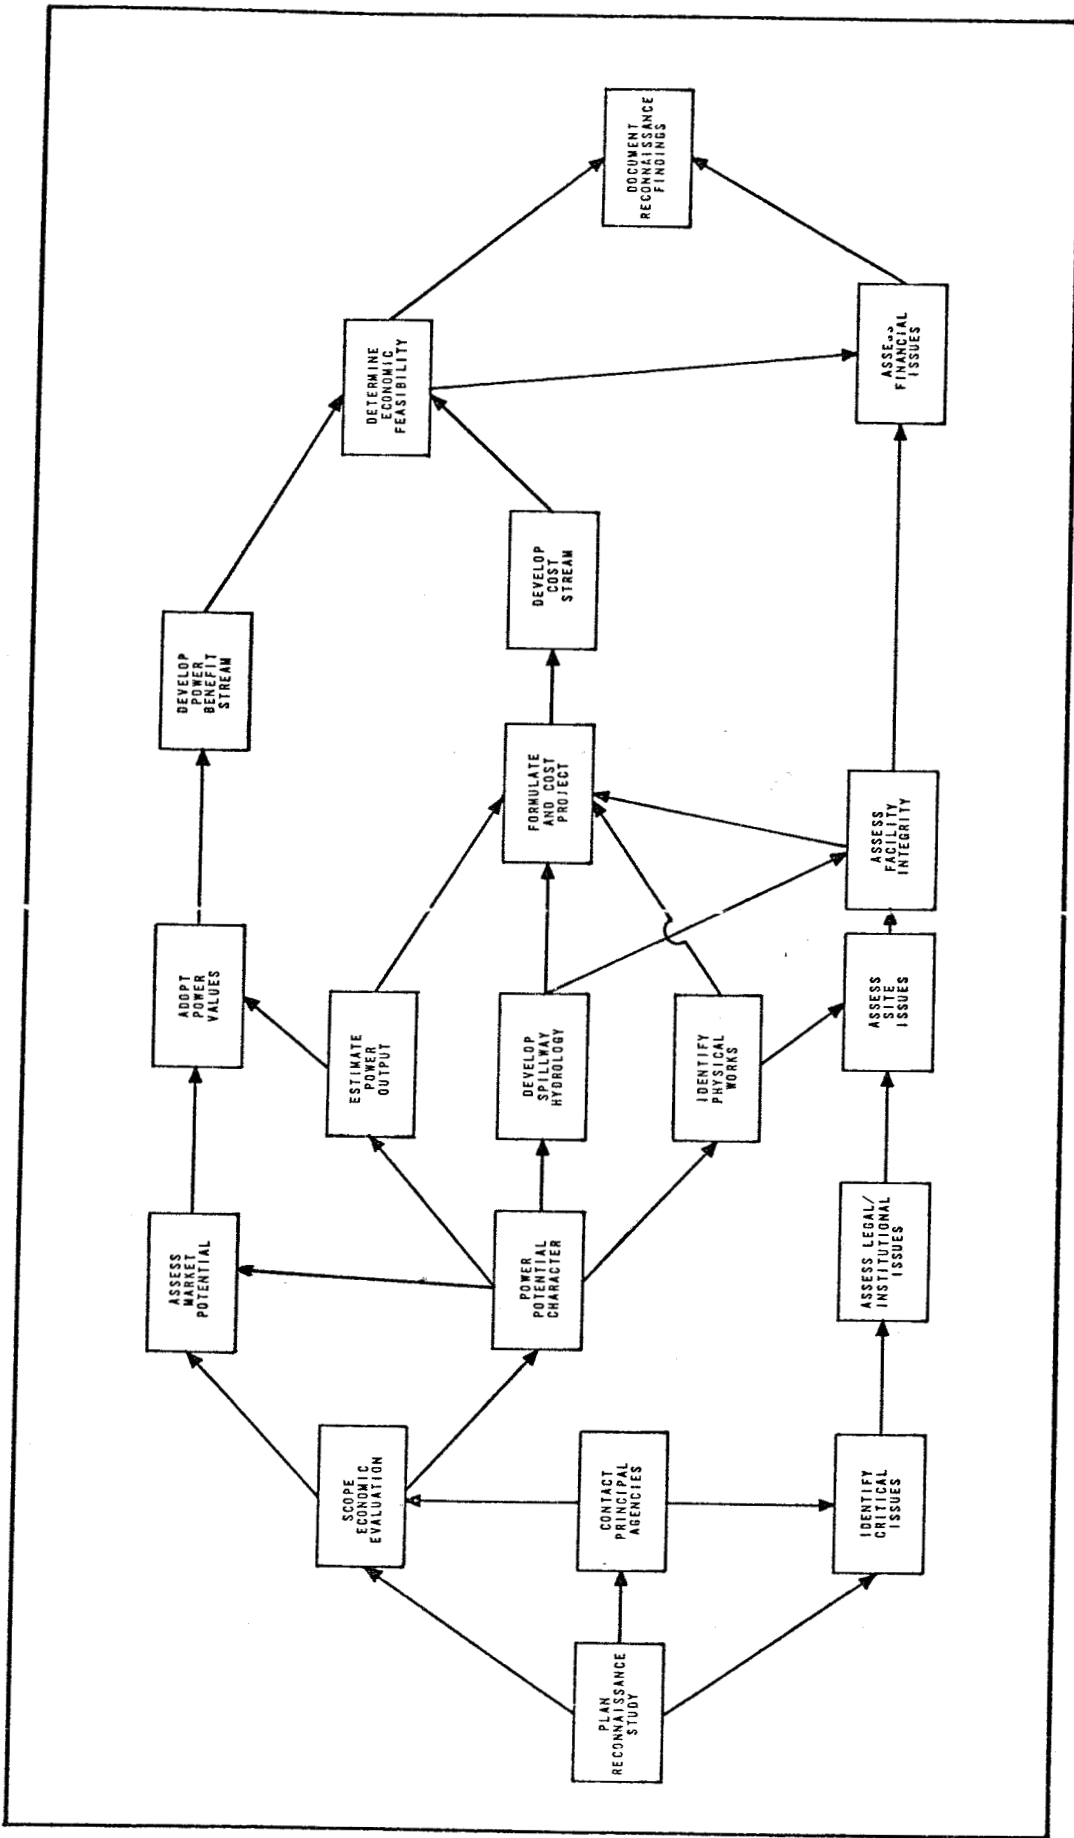 PLAN
RECONNAISSANCE
STUDY
SCOPE
ECONOMIC
EVALUATION
CONTACT
PRINCIPAL
AGENCIES
IDENTIFY
CRITICAL
ISSUES
ASSESS
MARKET
POTENTIAL
POWER
POTENTIAL
CHARACTER
ASSESS LEGAL/
INSTITUTIONAL
ISSUES
ADOPT
POWER
VALUES
ESTIMATE
POWER
OUTPUT
DEVELOP
SPILLWAY
HYDROLOGY
IDENTIFY
PHYSICAL
WORKS
ASSESS
SITE
ISSUES
DEVELOP
POWER
BENEFIT
STREAM
FORMULATE
AND COST
PROJECT
ASSESS
FACILITY
INTEGRITY
DEVELOP
COST
STREAM
DETERMINE
ECONOMIC
FEASIBILITY
ASSESS
FINANCIAL
ISSUES
DOCUMENT
RECONNAISSANCE
FINDINGS